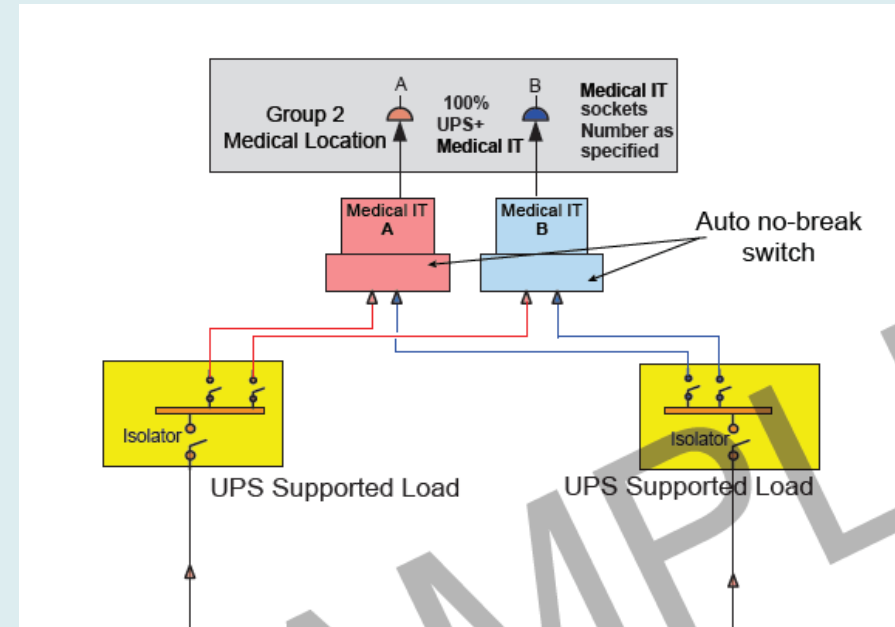 A
B
Group 2
Medical Location
100%
UPS+
Medical IT
Medical IT
sockets
Number as
specified
Medical IT
A
Medical IT
B
Auto no-break
switch
Isolator
Isolator
UPS Supported Load
UPS Supported Load
AMPL